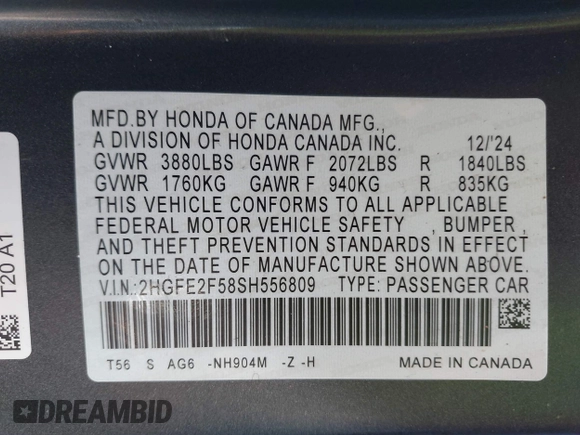 MFD.BY HONDA OF CANADA MFG.,
A DIVISION OF HONDA CANADA INC. 12/'24
GVWR 3880LBS GAWR F 2072LBS R 1840LBS
GVWR 1760KG GAWR F 940KG R 835KG
THIS VEHICLE CONFORMS TO ALL APPLICABLE
FEDERAL MOTOR VEHICLE SAFETY , BUMPER ,
AND THEFT PREVENTION STANDARDS IN EFFECT
ON THE DATE OF MANUFACTURE SHOWN ABOVE.
V.I.N.:2HGFE2F58SH556809 TYPE: PASSENGER CAR
T56 S AG6 -NH904M -Z -H MADE IN CANADA
T20 A1
DREAMBID